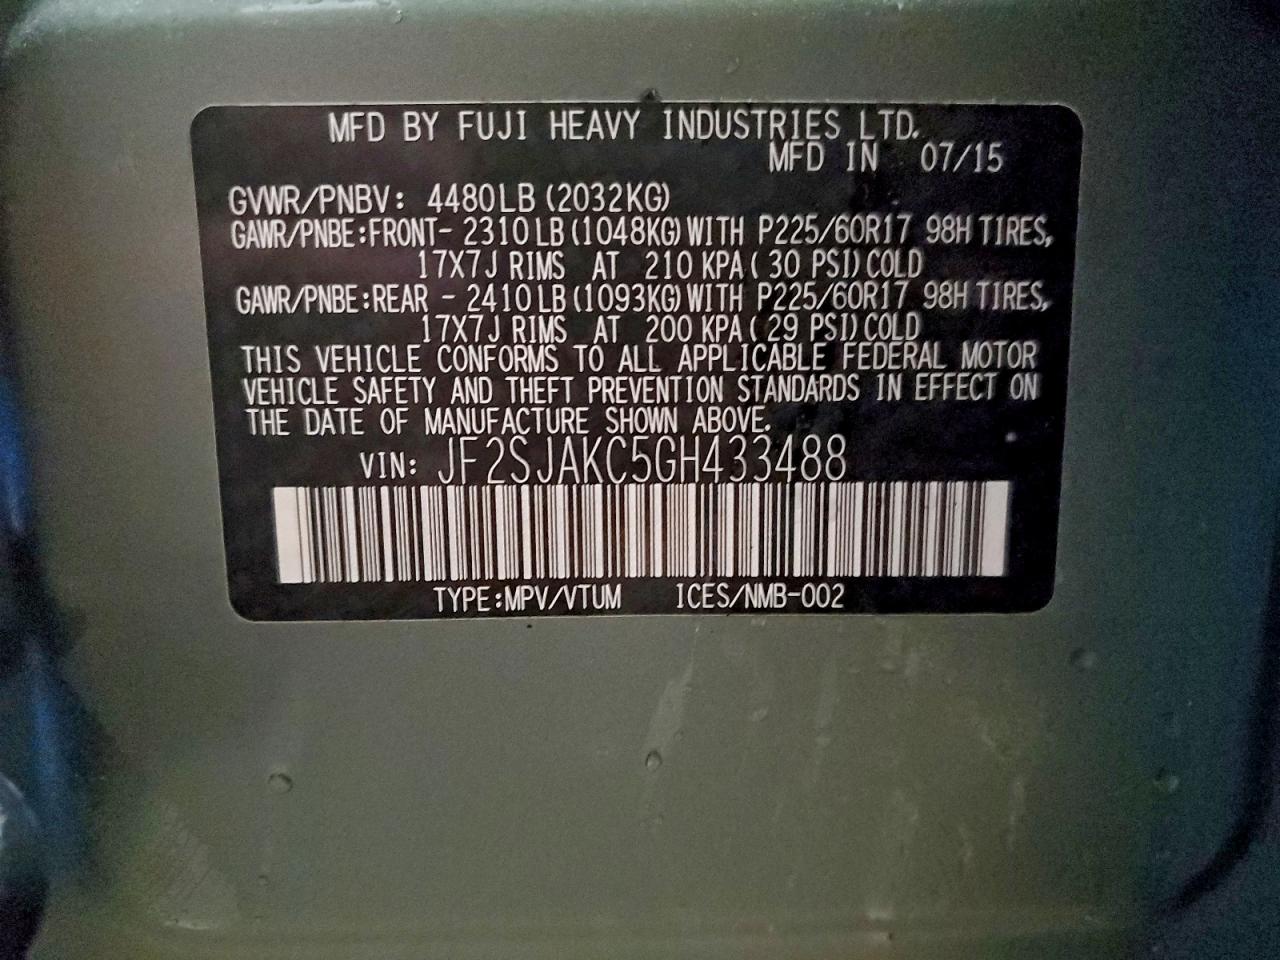 MFD BY FUJI HEAVY INDUSTRIES LTD.
MFD IN 07/15
GVWR/PNBV: 4480LB (2032KG)
GAWR/PNBE:FRONT- 2310LB (1048KG) WITH P225/60R17 98H TIRES,
17X7J RIMS AT 210 KPA ( 30 PSI) COLD
GAWR/PNBE:REAR - 2410LB (1093KG) WITH P225/60R17 98H TIRES,
17X7J RIMS AT 200 KPA ( 29 PSI) COLD
THIS VEHICLE CONFORMS TO ALL APPLICABLE FEDERAL MOTOR
VEHICLE SAFETY AND THEFT PREVENTION STANDARDS IN EFFECT ON
THE DATE OF MANUFACTURE SHOWN ABOVE.
VIN: JF2SJAKC5GH433488
TYPE:MPV/VTUM ICES/NMB-002